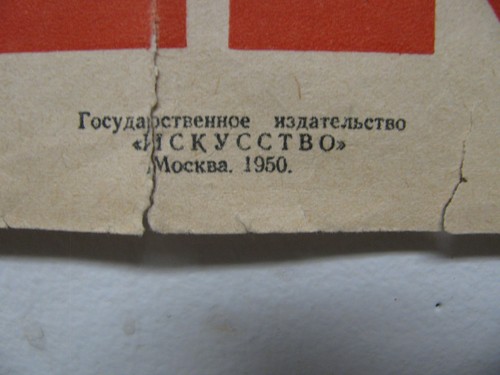 Государственное издательство
«ИСКУССТВО»
Москва. 1950.